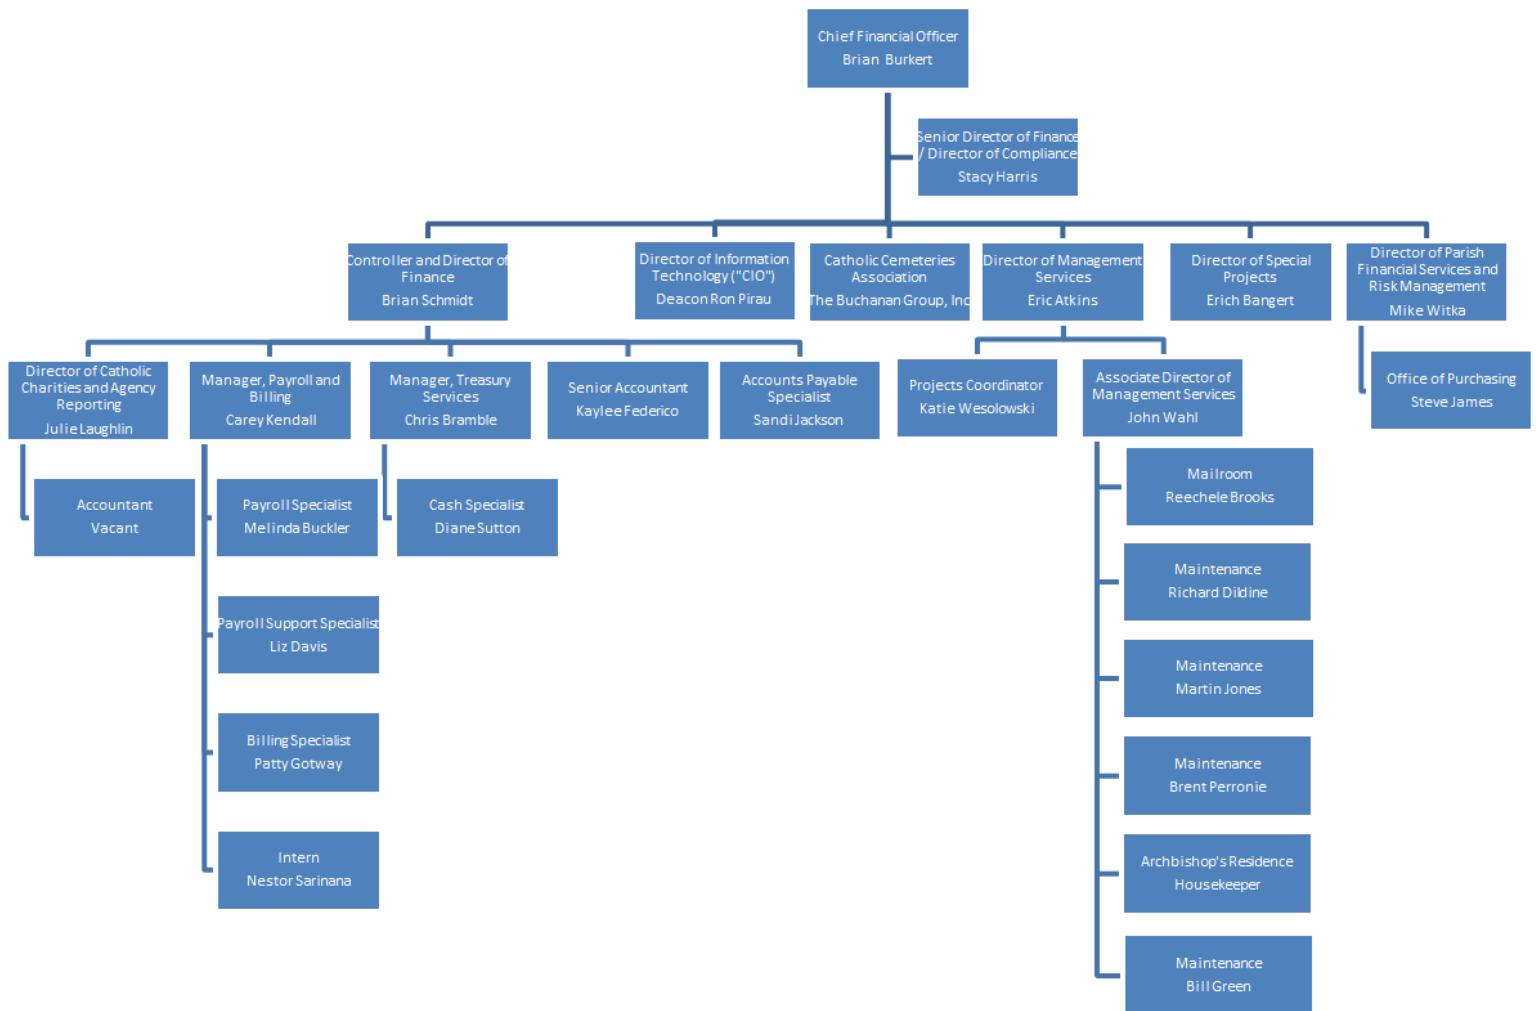 Chief Financial Officer
Brian Burkert
Senior Director of Finance
/ Director of Compliance
Stacy Harris
Controller and Director of
Finance
Brian Schmidt
Director of Information
Technology ("CIO")
Deacon Ron Pirau
Catholic Cemeteries
Association
The Buchanan Group, Inc
Director of Management
Services
Eric Atkins
Director of Special
Projects
Erich Bangert
Director of Parish
Financial Services and
Risk Management
Mike Witka
Director of Catholic
Charities and Agency
Reporting
Julie Laughlin
Manager, Payroll and
Billing
Carey Kendall
Manager, Treasury
Services
Chris Bramble
Senior Accountant
Kaylee Federico
Accounts Payable
Specialist
Sandi Jackson
Projects Coordinator
Katie Wesolowski
Associate Director of
Management Services
John Wahl
Office of Purchasing
Steve James
Accountant
Vacant
Payroll Specialist
Melinda Buckler
Cash Specialist
Diane Sutton
Mailroom
Reechele Brooks
Maintenance
Richard Dildine
Payroll Support Specialist
Liz Davis
Maintenance
Martin Jones
Billing Specialist
Patty Gotway
Maintenance
Brent Perronie
Intern
Nestor Sarinana
Archbishop's Residence
Housekeeper
Maintenance
Bill Green